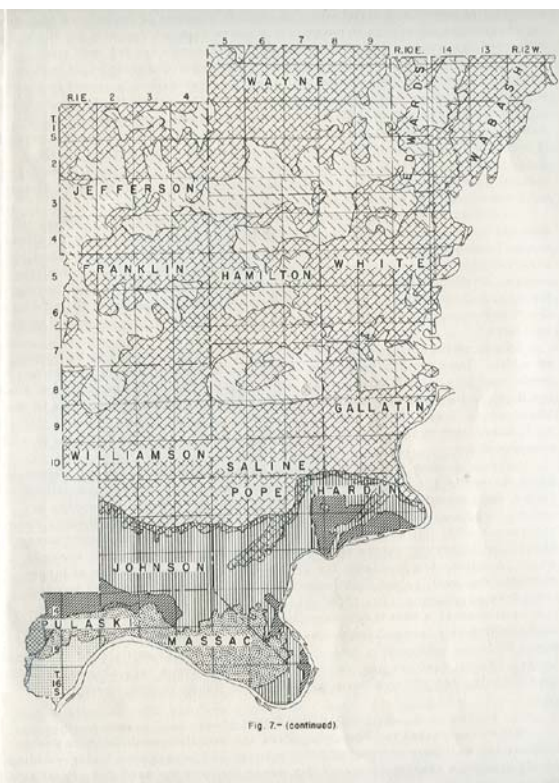 5 6 7 8 9 R.10E. 14 13 R.12W.
WAYNE
EDWARDS
WABASH
R.1E. 2 3 4
T. 1 S.
2
JEFFERSON
3
4
FRANKLIN HAMILTON WHITE
5
6
7
8
GALLATIN
9
WILLIAMSON
10
SALINE
POPE HARDIN
JOHNSON
PULASKI
MASSAC
T. 16 S.
Fig. 7.- (continued)